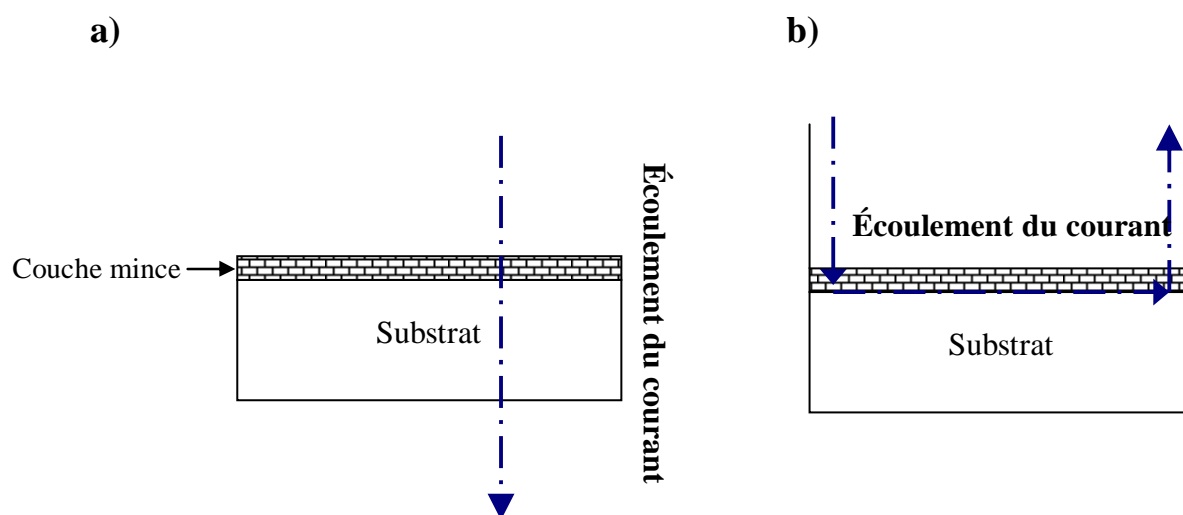 a)
Couche mince
Substrat
Écoulement du courant
b)
Écoulement du courant
Substrat